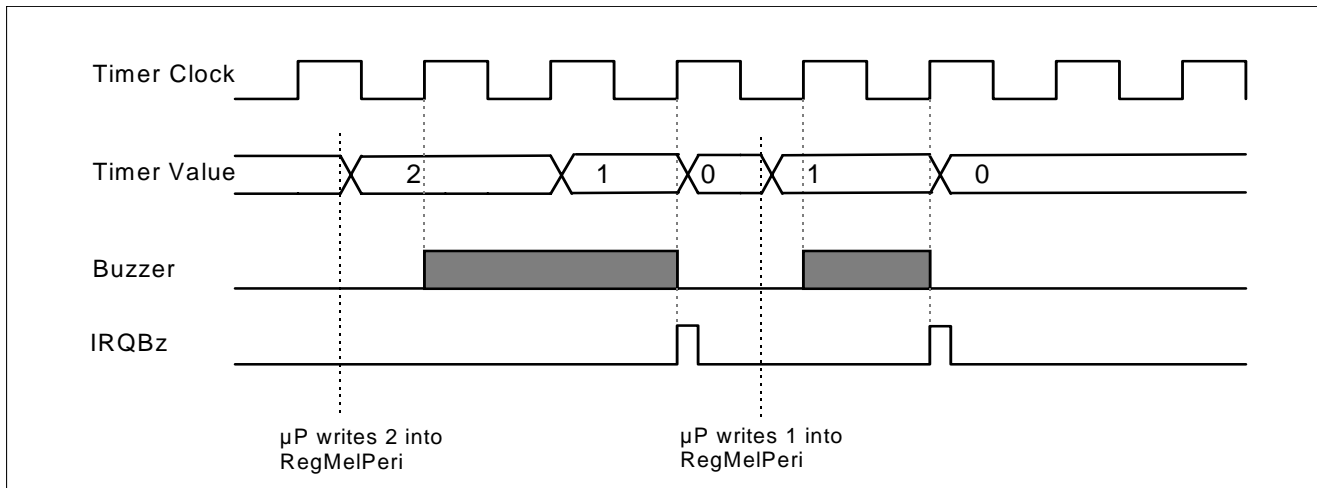 Timer Clock
Timer Value 2 1 0 1 0
Buzzer
IRQBz
µP writes 2 into
RegMelPeri
µP writes 1 into
RegMelPeri